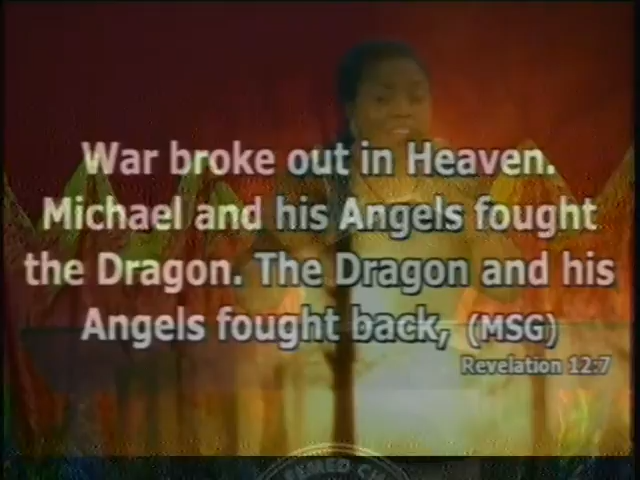 War broke out in Heaven.
Michael and his Angels fought
the Dragon. The Dragon and his
Angels fought back, (MSG)
Revelation 12:7